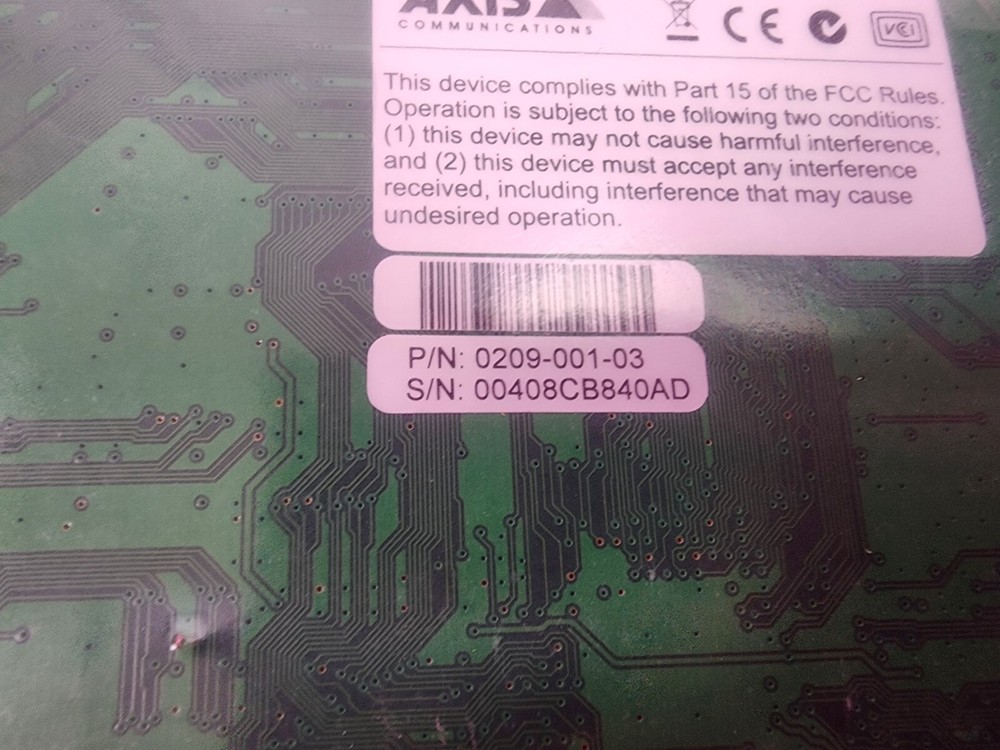 AXIS
COMMUNICATIONS
CE
VCI
This device complies with Part 15 of the FCC Rules.
Operation is subject to the following two conditions:
(1) this device may not cause harmful interference,
and (2) this device must accept any interference
received, including interference that may cause
undesired operation.
P/N: 0209-001-03
S/N: 00408CB840AD